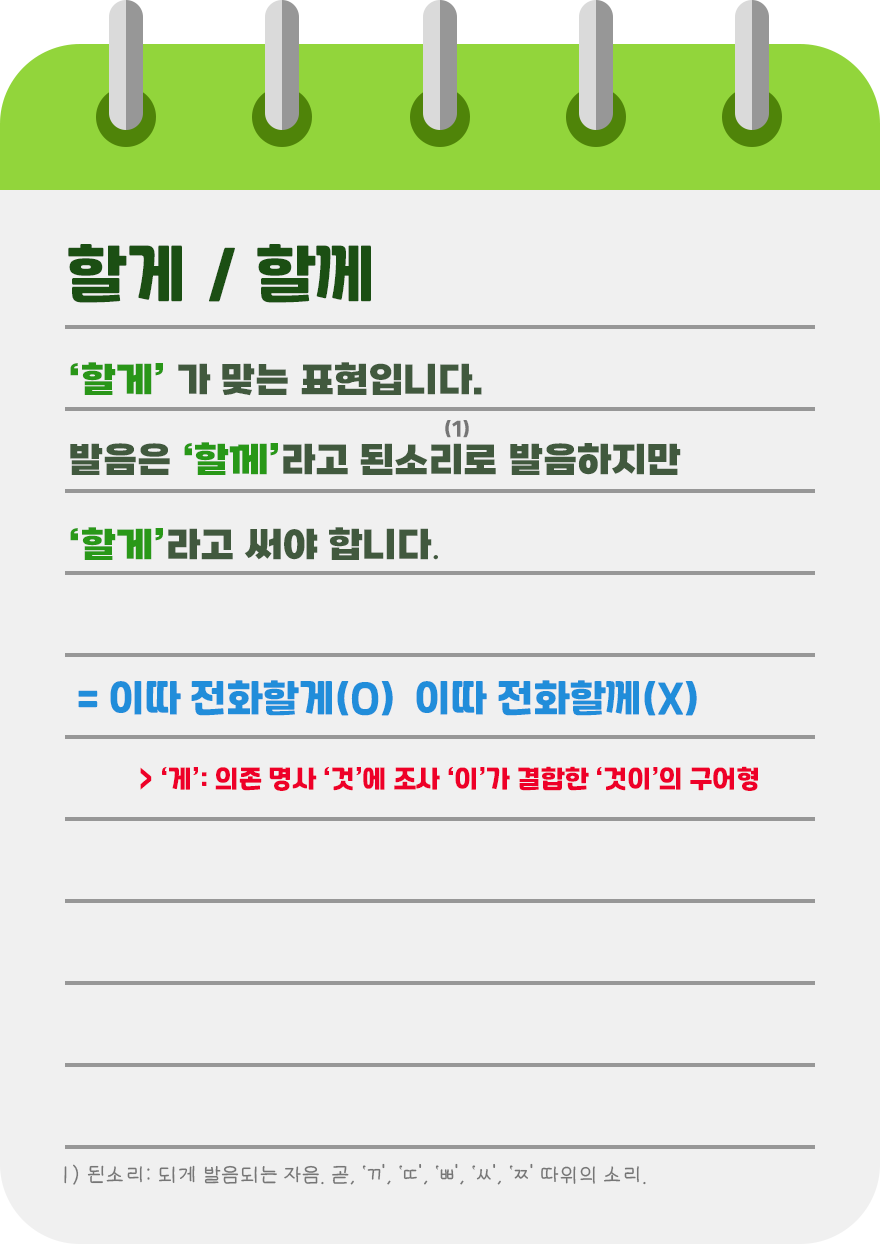 할게 / 할께
‘할게’ 가 맞는 표현입니다.
(1)
발음은 ‘할께’라고 된소리로 발음하지만
‘할게’라고 써야 합니다.
= 이따 전화할게(O) 이따 전화할께(X)
> ‘게’: 의존 명사 ‘것’에 조사 ‘이’가 결합한 ‘것이’의 구어형
1) 된소리: 되게 발음되는 자음. 곧, ‘ㄲ’, ‘ㄸ’, ‘ㅃ’, ‘ㅆ’, ‘ㅉ’ 따위의 소리.